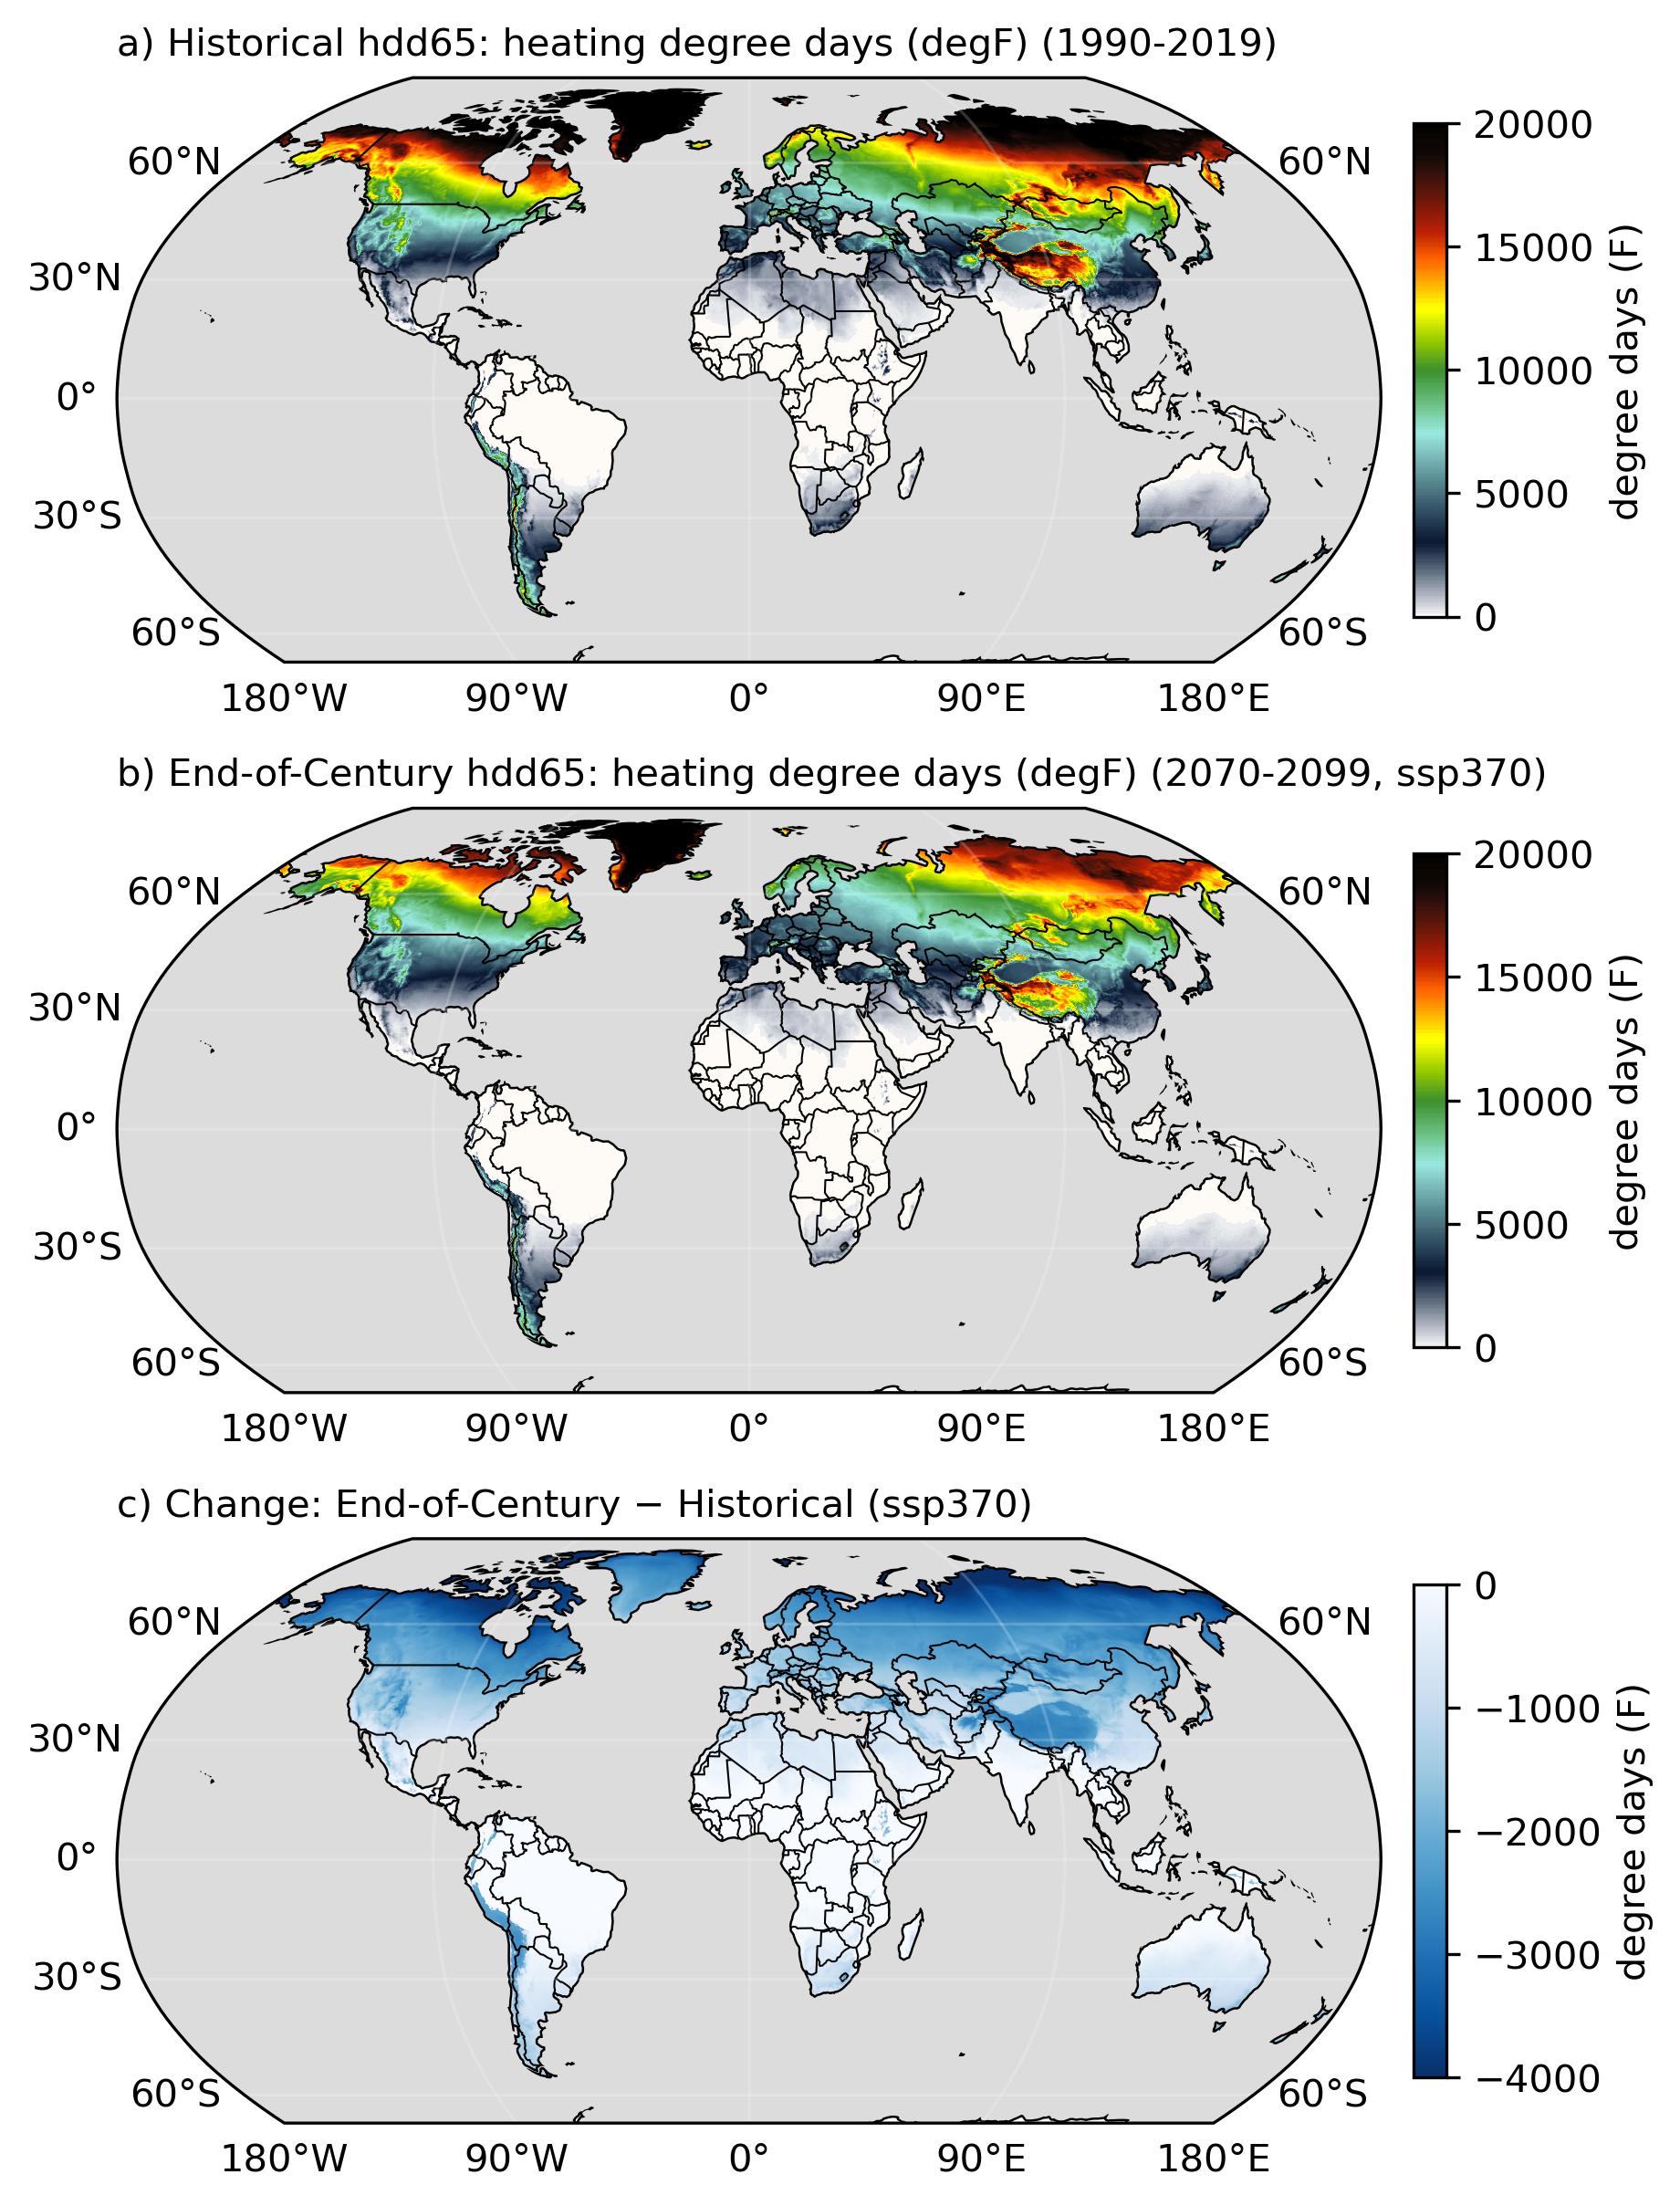 a) Historical hdd65: heating degree days (degF) (1990-2019)
60°N
60°N
30°N
0°
30°S
60°S
60°S
180°W
90°W
0°
90°E
180°E
20000
15000
10000
5000
0
degree days (F)
b) End-of-Century hdd65: heating degree days (degF) (2070-2099, ssp370)
60°N
60°N
30°N
0°
30°S
60°S
60°S
180°W
90°W
0°
90°E
180°E
20000
15000
10000
5000
0
degree days (F)
c) Change: End-of-Century − Historical (ssp370)
60°N
60°N
30°N
0°
30°S
60°S
60°S
180°W
90°W
0°
90°E
180°E
0
−1000
−2000
−3000
−4000
degree days (F)